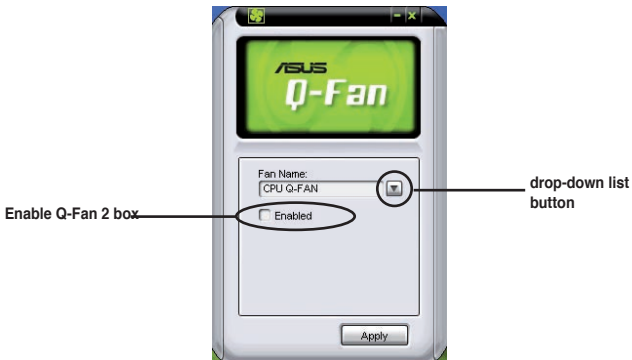 ASUS
Q-Fan
Fan Name:
CPU Q-FAN
drop-down list
button
Enable Q-Fan 2 box
Enabled
Apply